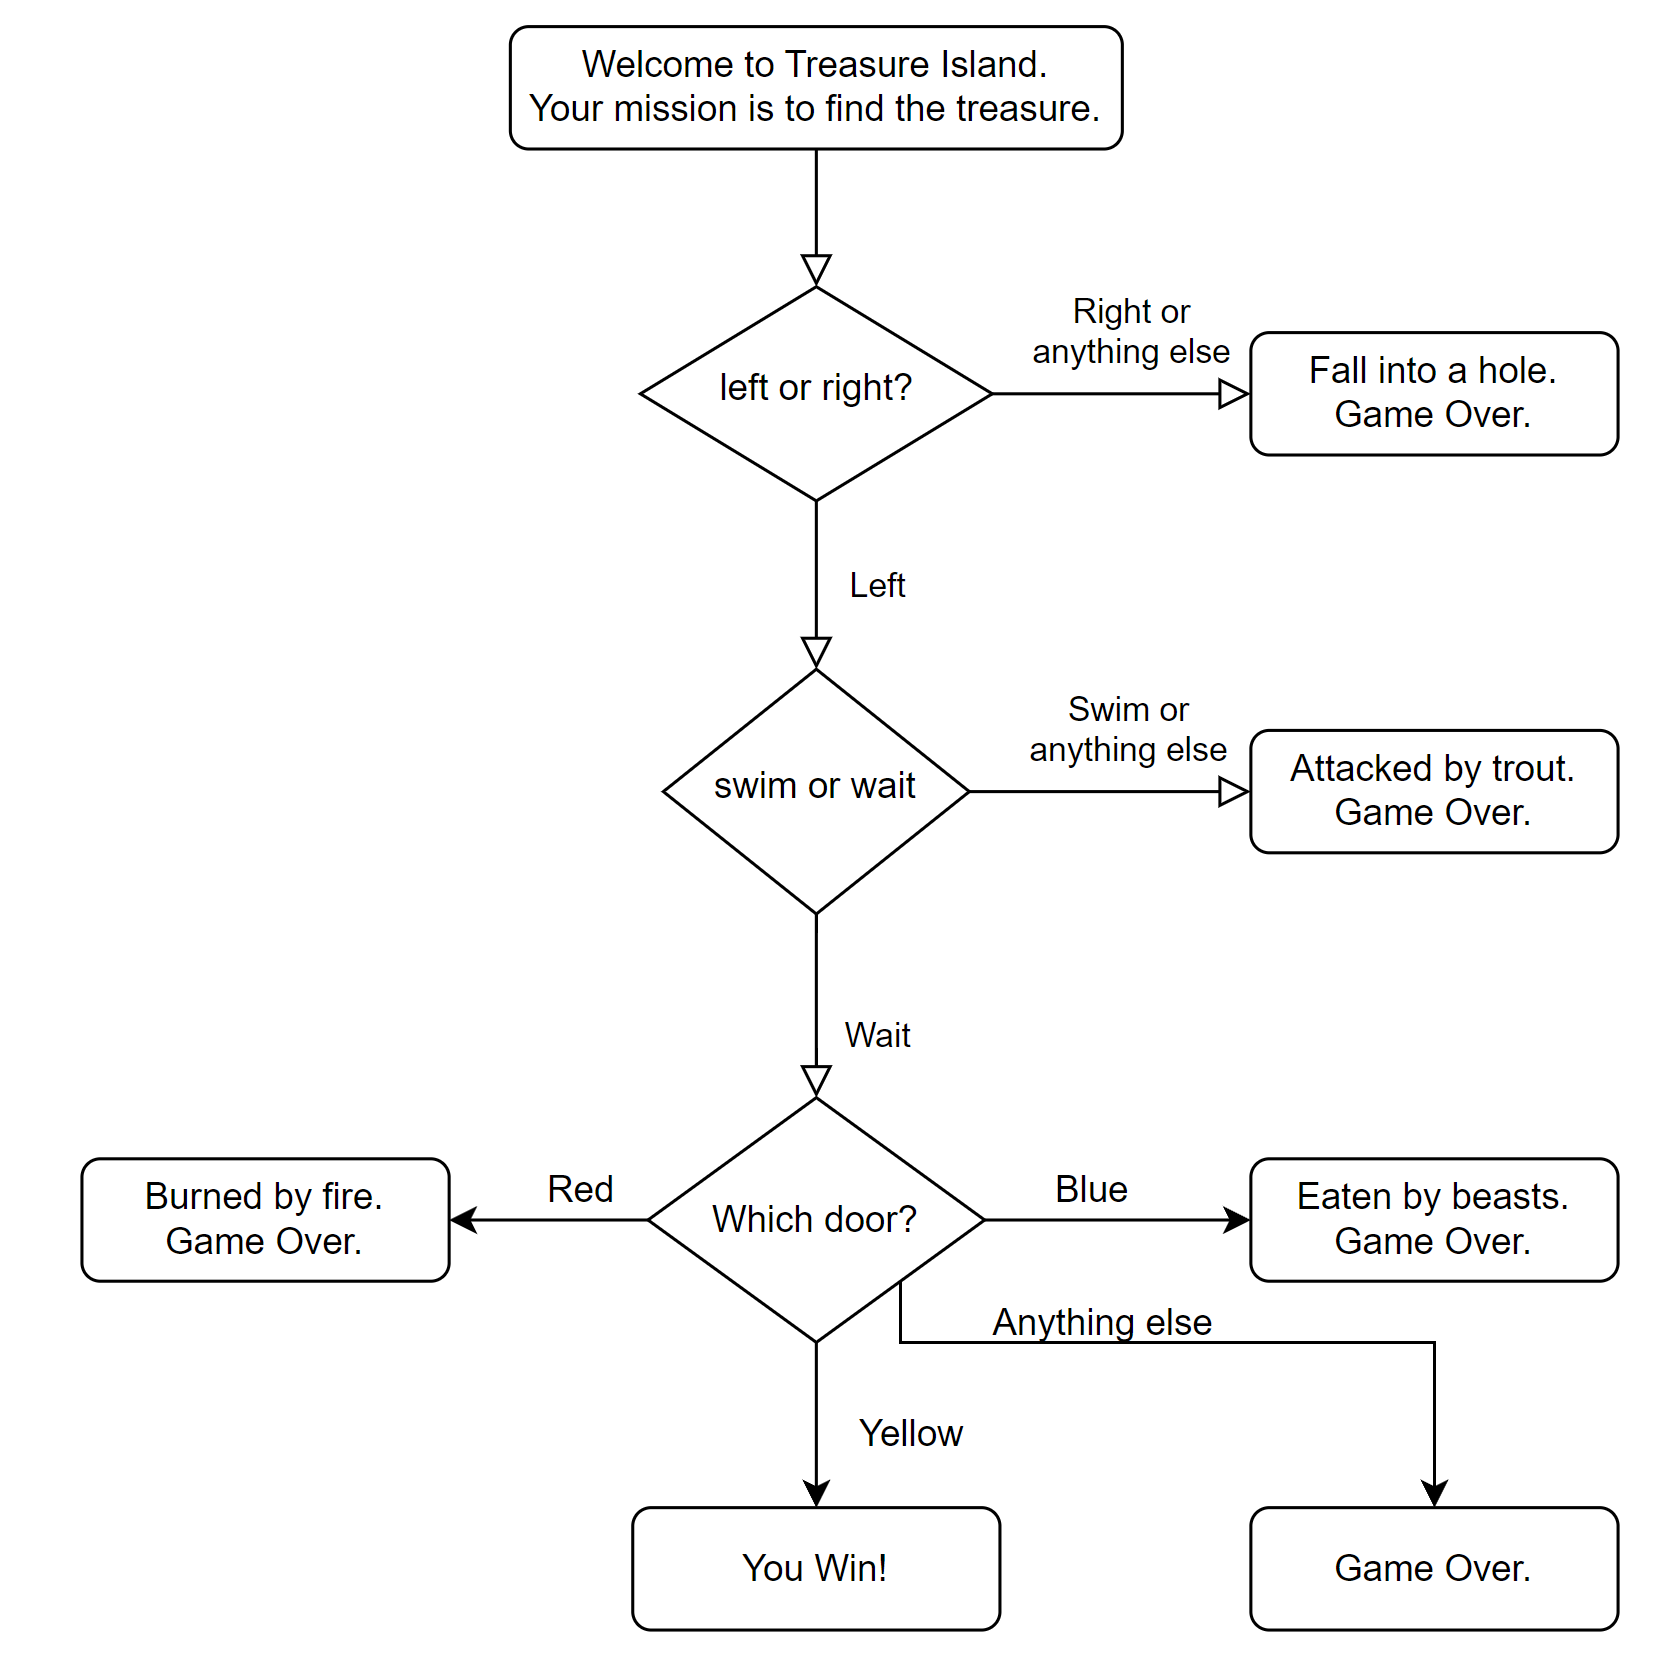 Welcome to Treasure Island.
Your mission is to find the treasure.
left or right?
Right or
anything else
Fall into a hole.
Game Over.
Left
swim or wait
Swim or
anything else
Attacked by trout.
Game Over.
Wait
Which door?
Red
Burned by fire.
Game Over.
Blue
Eaten by beasts.
Game Over.
Anything else
Yellow
You Win!
Game Over.